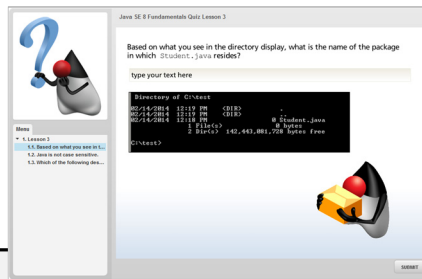 Java SE 8 Fundamentals Quiz Lesson 3
Based on what you see in the directory display, what is the name of the package
in which Student.java resides?
type your text here
Directory of C:\test
02/14/2014 12:19 PM <DIR> .
02/14/2014 12:19 PM <DIR> ..
02/14/2014 12:18 PM 0 Student.java
1 File(s) 0 bytes
2 Dir(s) 142,443,081,728 bytes free
C:\test>
Menu
1. Lesson 3
1.1. Based on what you see in t...
1.2. Java is not case sensitive.
1.3. Which of the following des...
SUBMIT